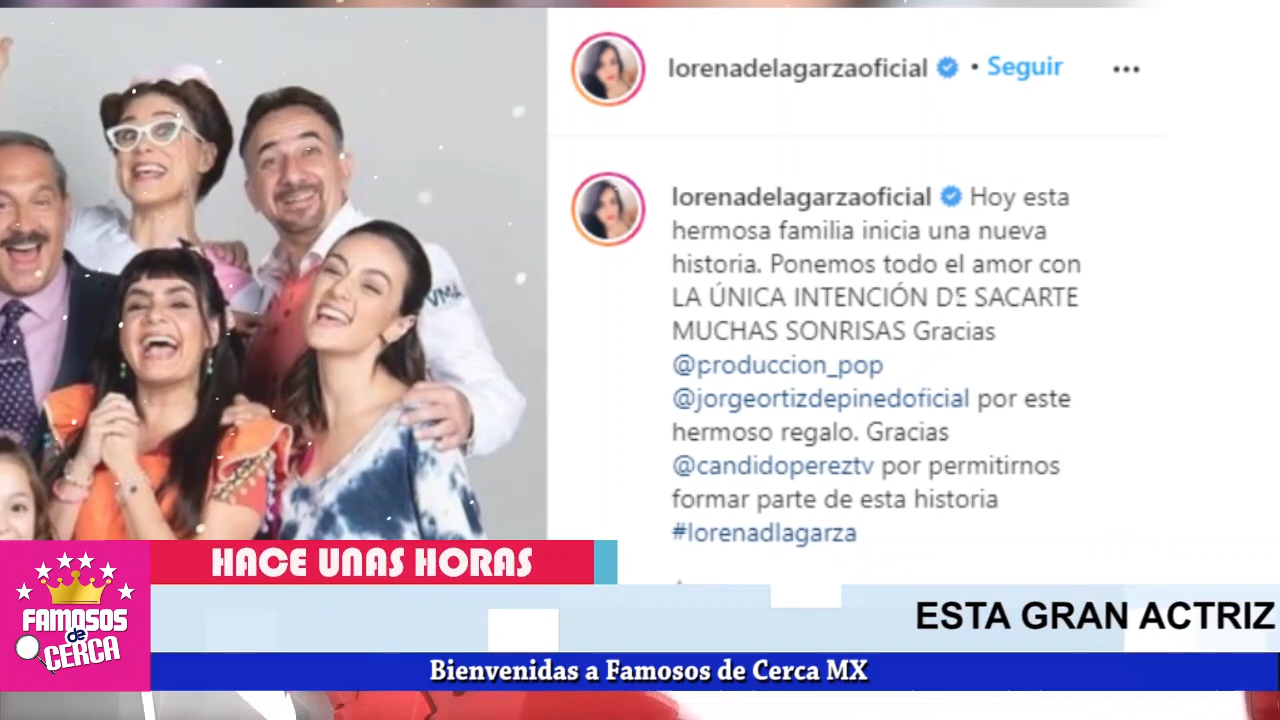 lorenadelagarzaoficial • Seguir •••
lorenadelagarzaoficial Hoy esta
hermosa familia inicia una nueva
historia. Ponemos todo el amor con
LA ÚNICA INTENCIÓN DE SACARTE
MUCHAS SONRISAS Gracias
@produccion_pop
@jorgeortizdepinedoficial por este
hermoso regalo. Gracias
@candidopereztv por permitirnos
formar parte de esta historia
#lorenadlagarza
VMA
HACE UNAS HORAS
FAMOSOS
de
CERCA
ESTA GRAN ACTRIZ
Bienvenidas a Famosos de Cerca MX